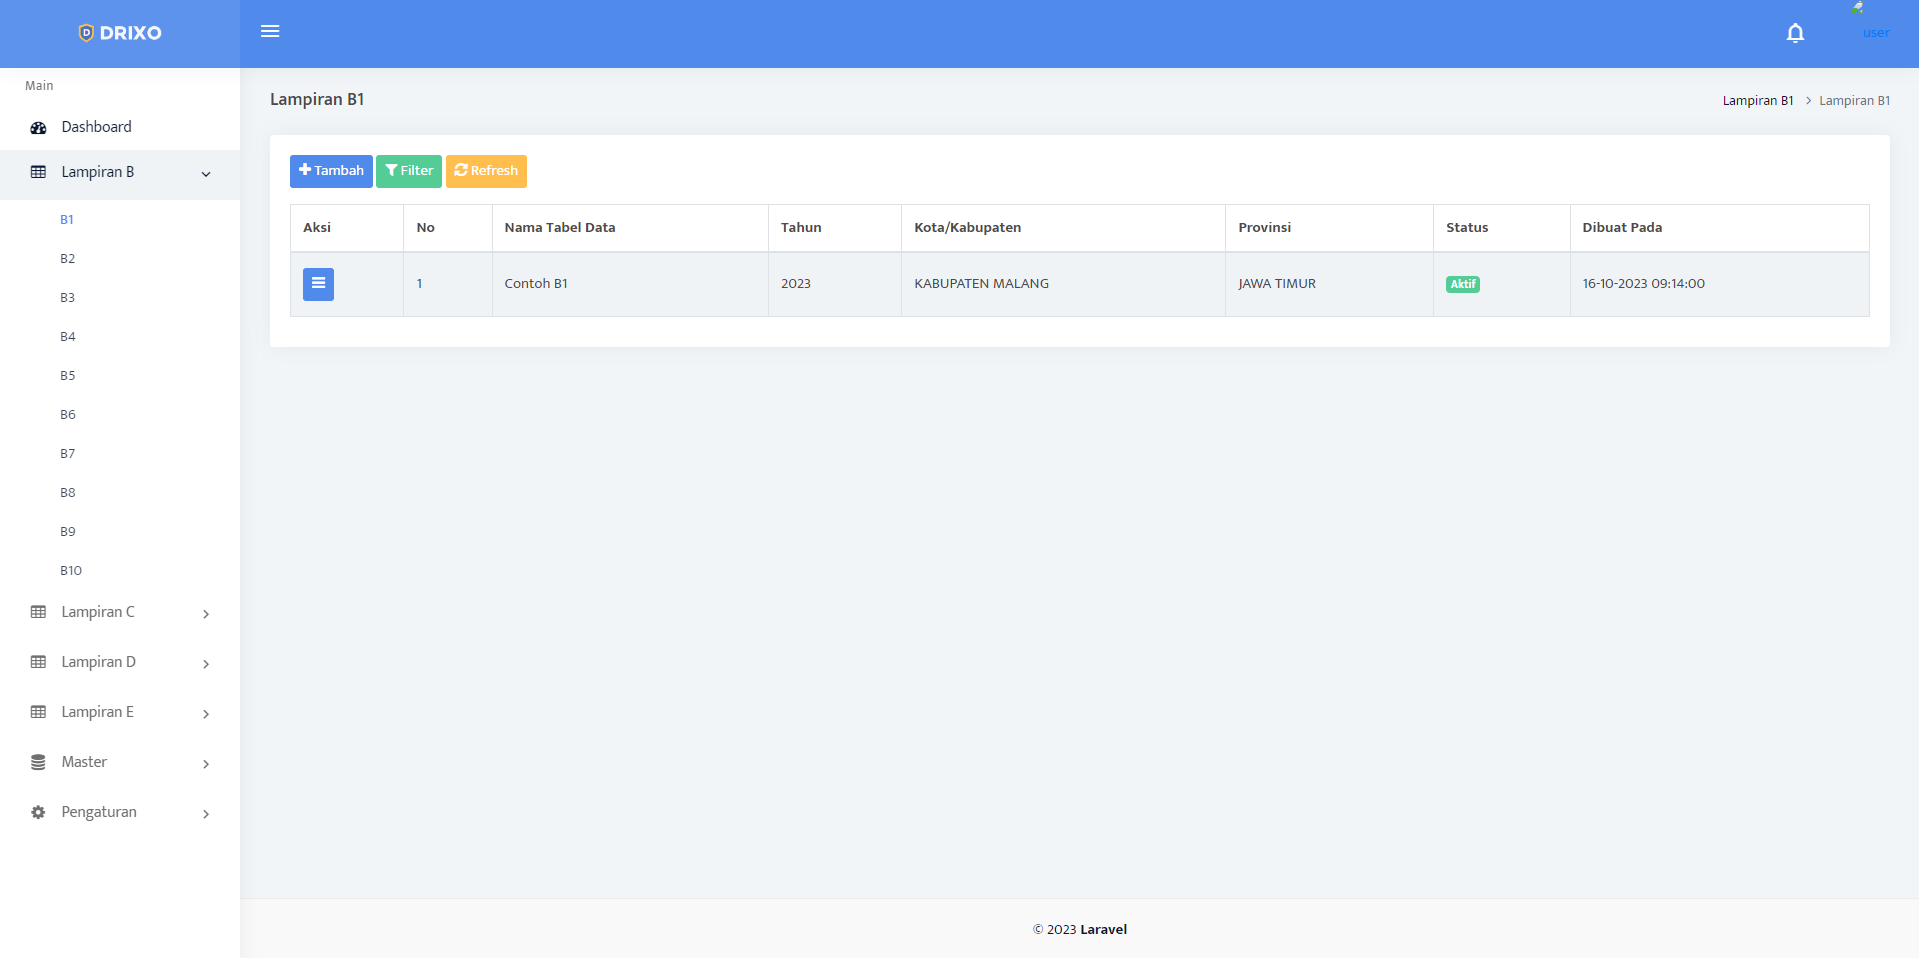 DRIXO
user
Main
Dashboard
Lampiran B
B1
B2
B3
B4
B5
B6
B7
B8
B9
B10
Lampiran C
Lampiran D
Lampiran E
Master
Pengaturan
Lampiran B1
Lampiran B1 > Lampiran B1
Tambah Filter Refresh
Aksi No Nama Tabel Data Tahun Kota/Kabupaten Provinsi Status Dibuat Pada
1 Contoh B1 2023 KABUPATEN MALANG JAWA TIMUR Aktif 16-10-2023 09:14:00
© 2023 Laravel